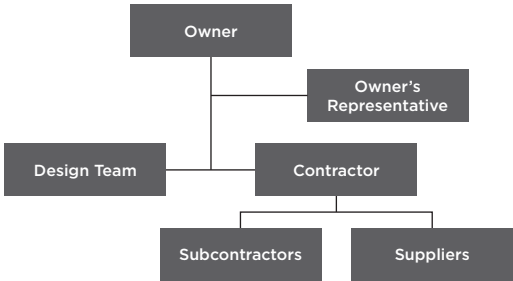 Owner
Owner’s
Representative
Design Team
Contractor
Subcontractors
Suppliers